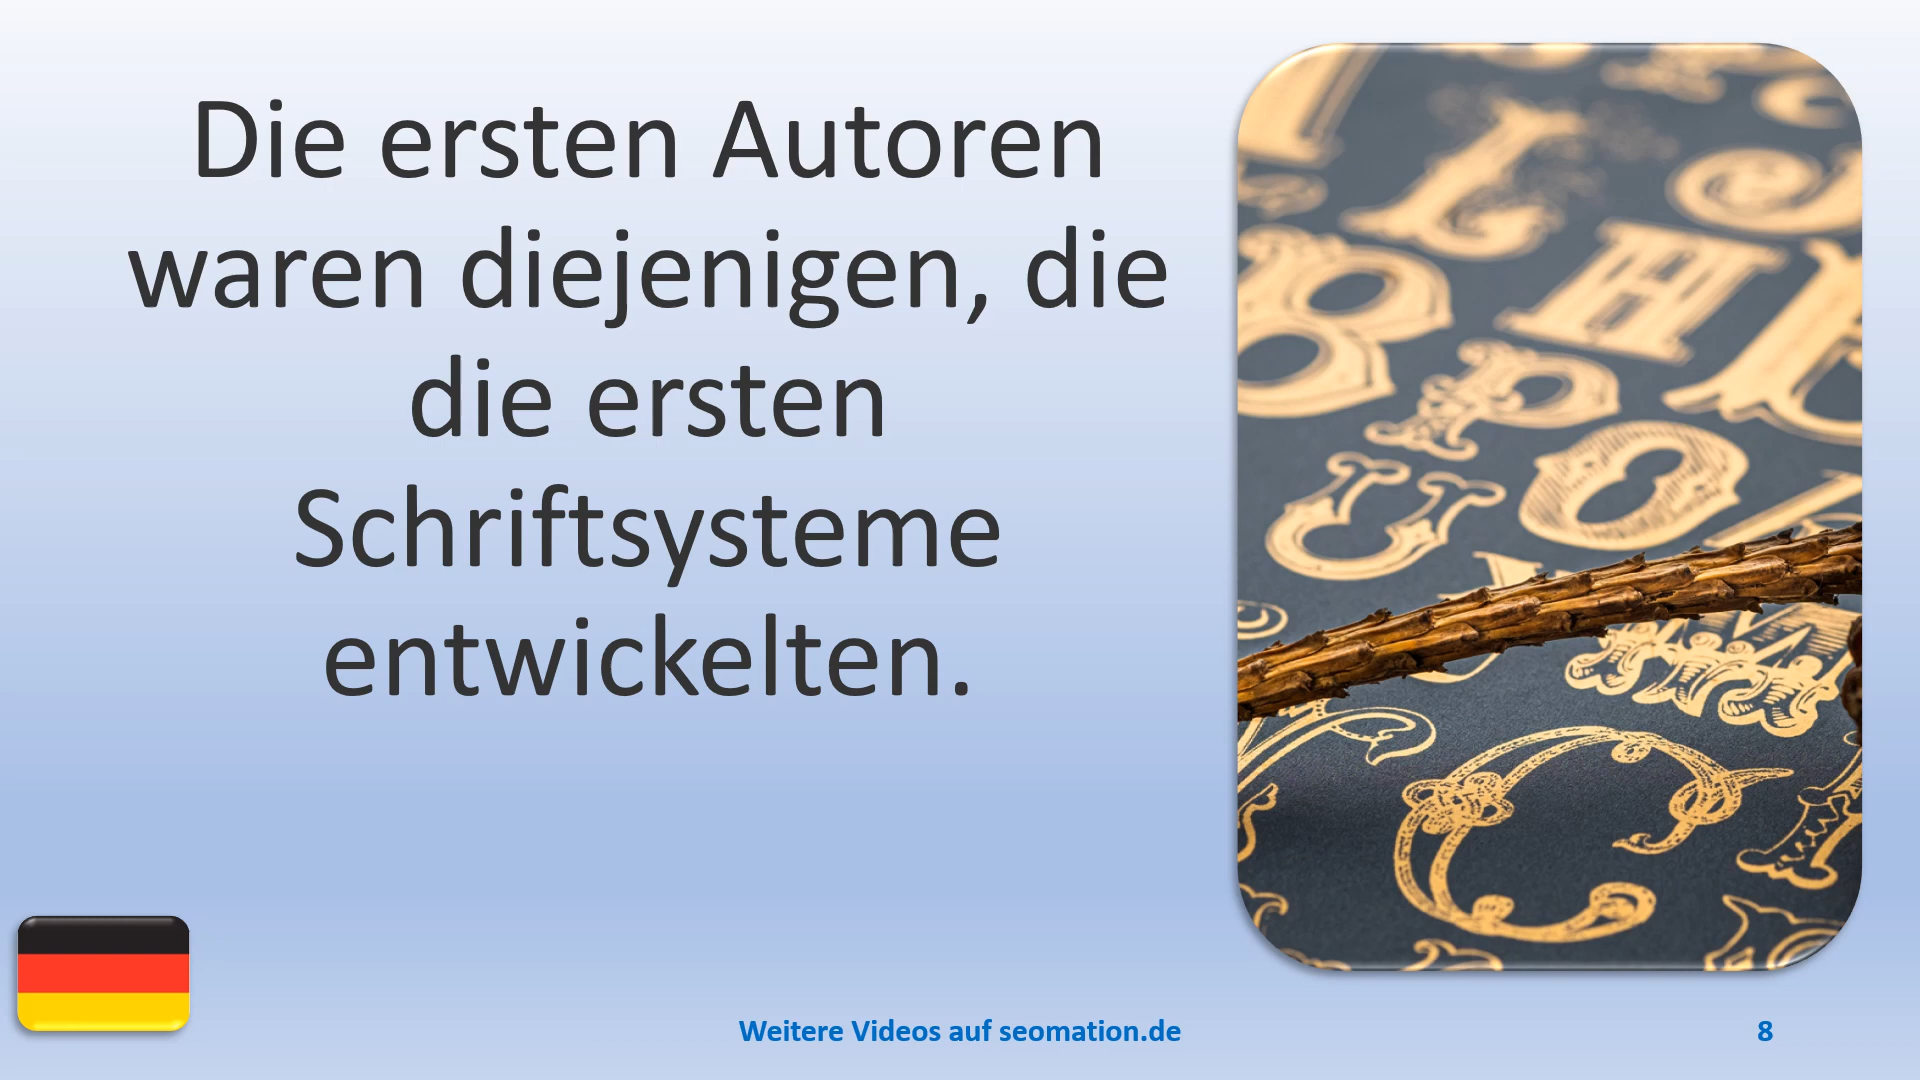 Die ersten Autoren
waren diejenigen, die
die ersten
Schriftsysteme
entwickelten.
L
H
B
P
U
O
M
C
Weitere Videos auf seomation.de
8